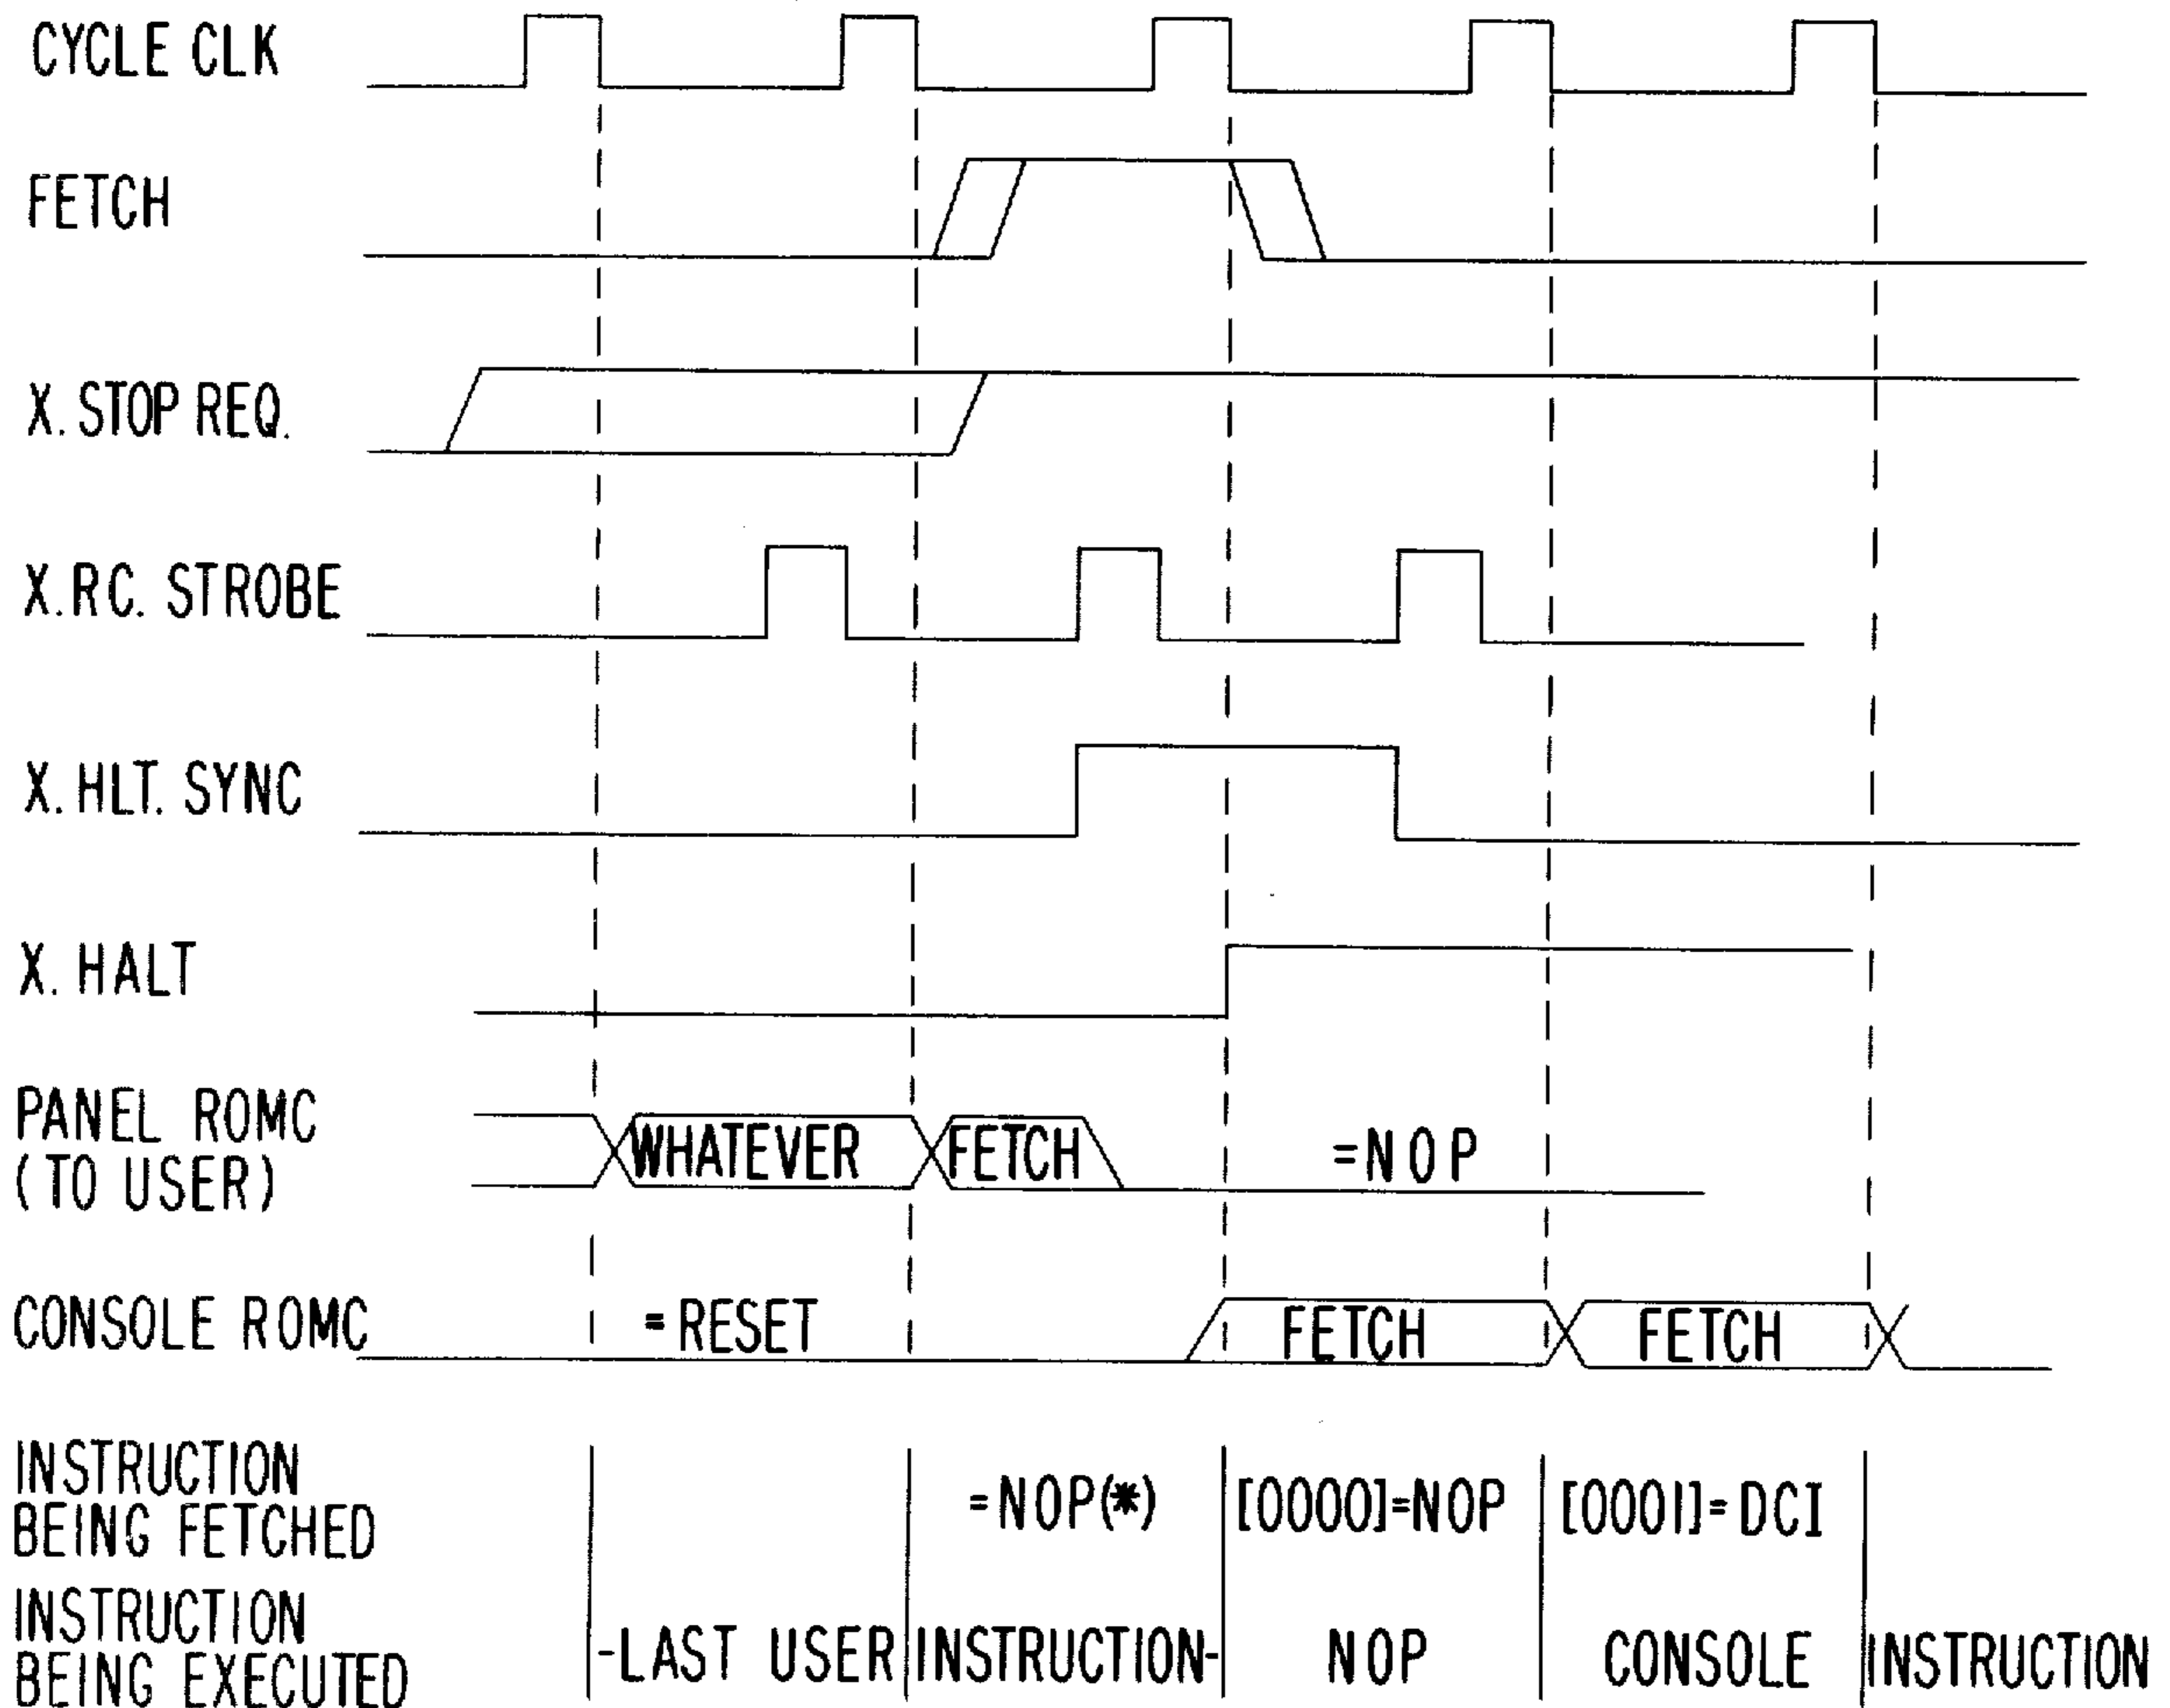 CYCLE CLK
FETCH
X. STOP REQ.
X. RC. STROBE
X. HLT. SYNC
X. HALT
PANEL ROMC
(TO USER)
WHATEVER
FETCH
=NOP
CONSOLE ROMC
=RESET
FETCH
FETCH
INSTRUCTION
BEING FETCHED
=NOP(*)
[0000]=NOP
[0001]=DCI
INSTRUCTION
BEING EXECUTED
-LAST USER
INSTRUCTION-
NOP
CONSOLE
INSTRUCTION